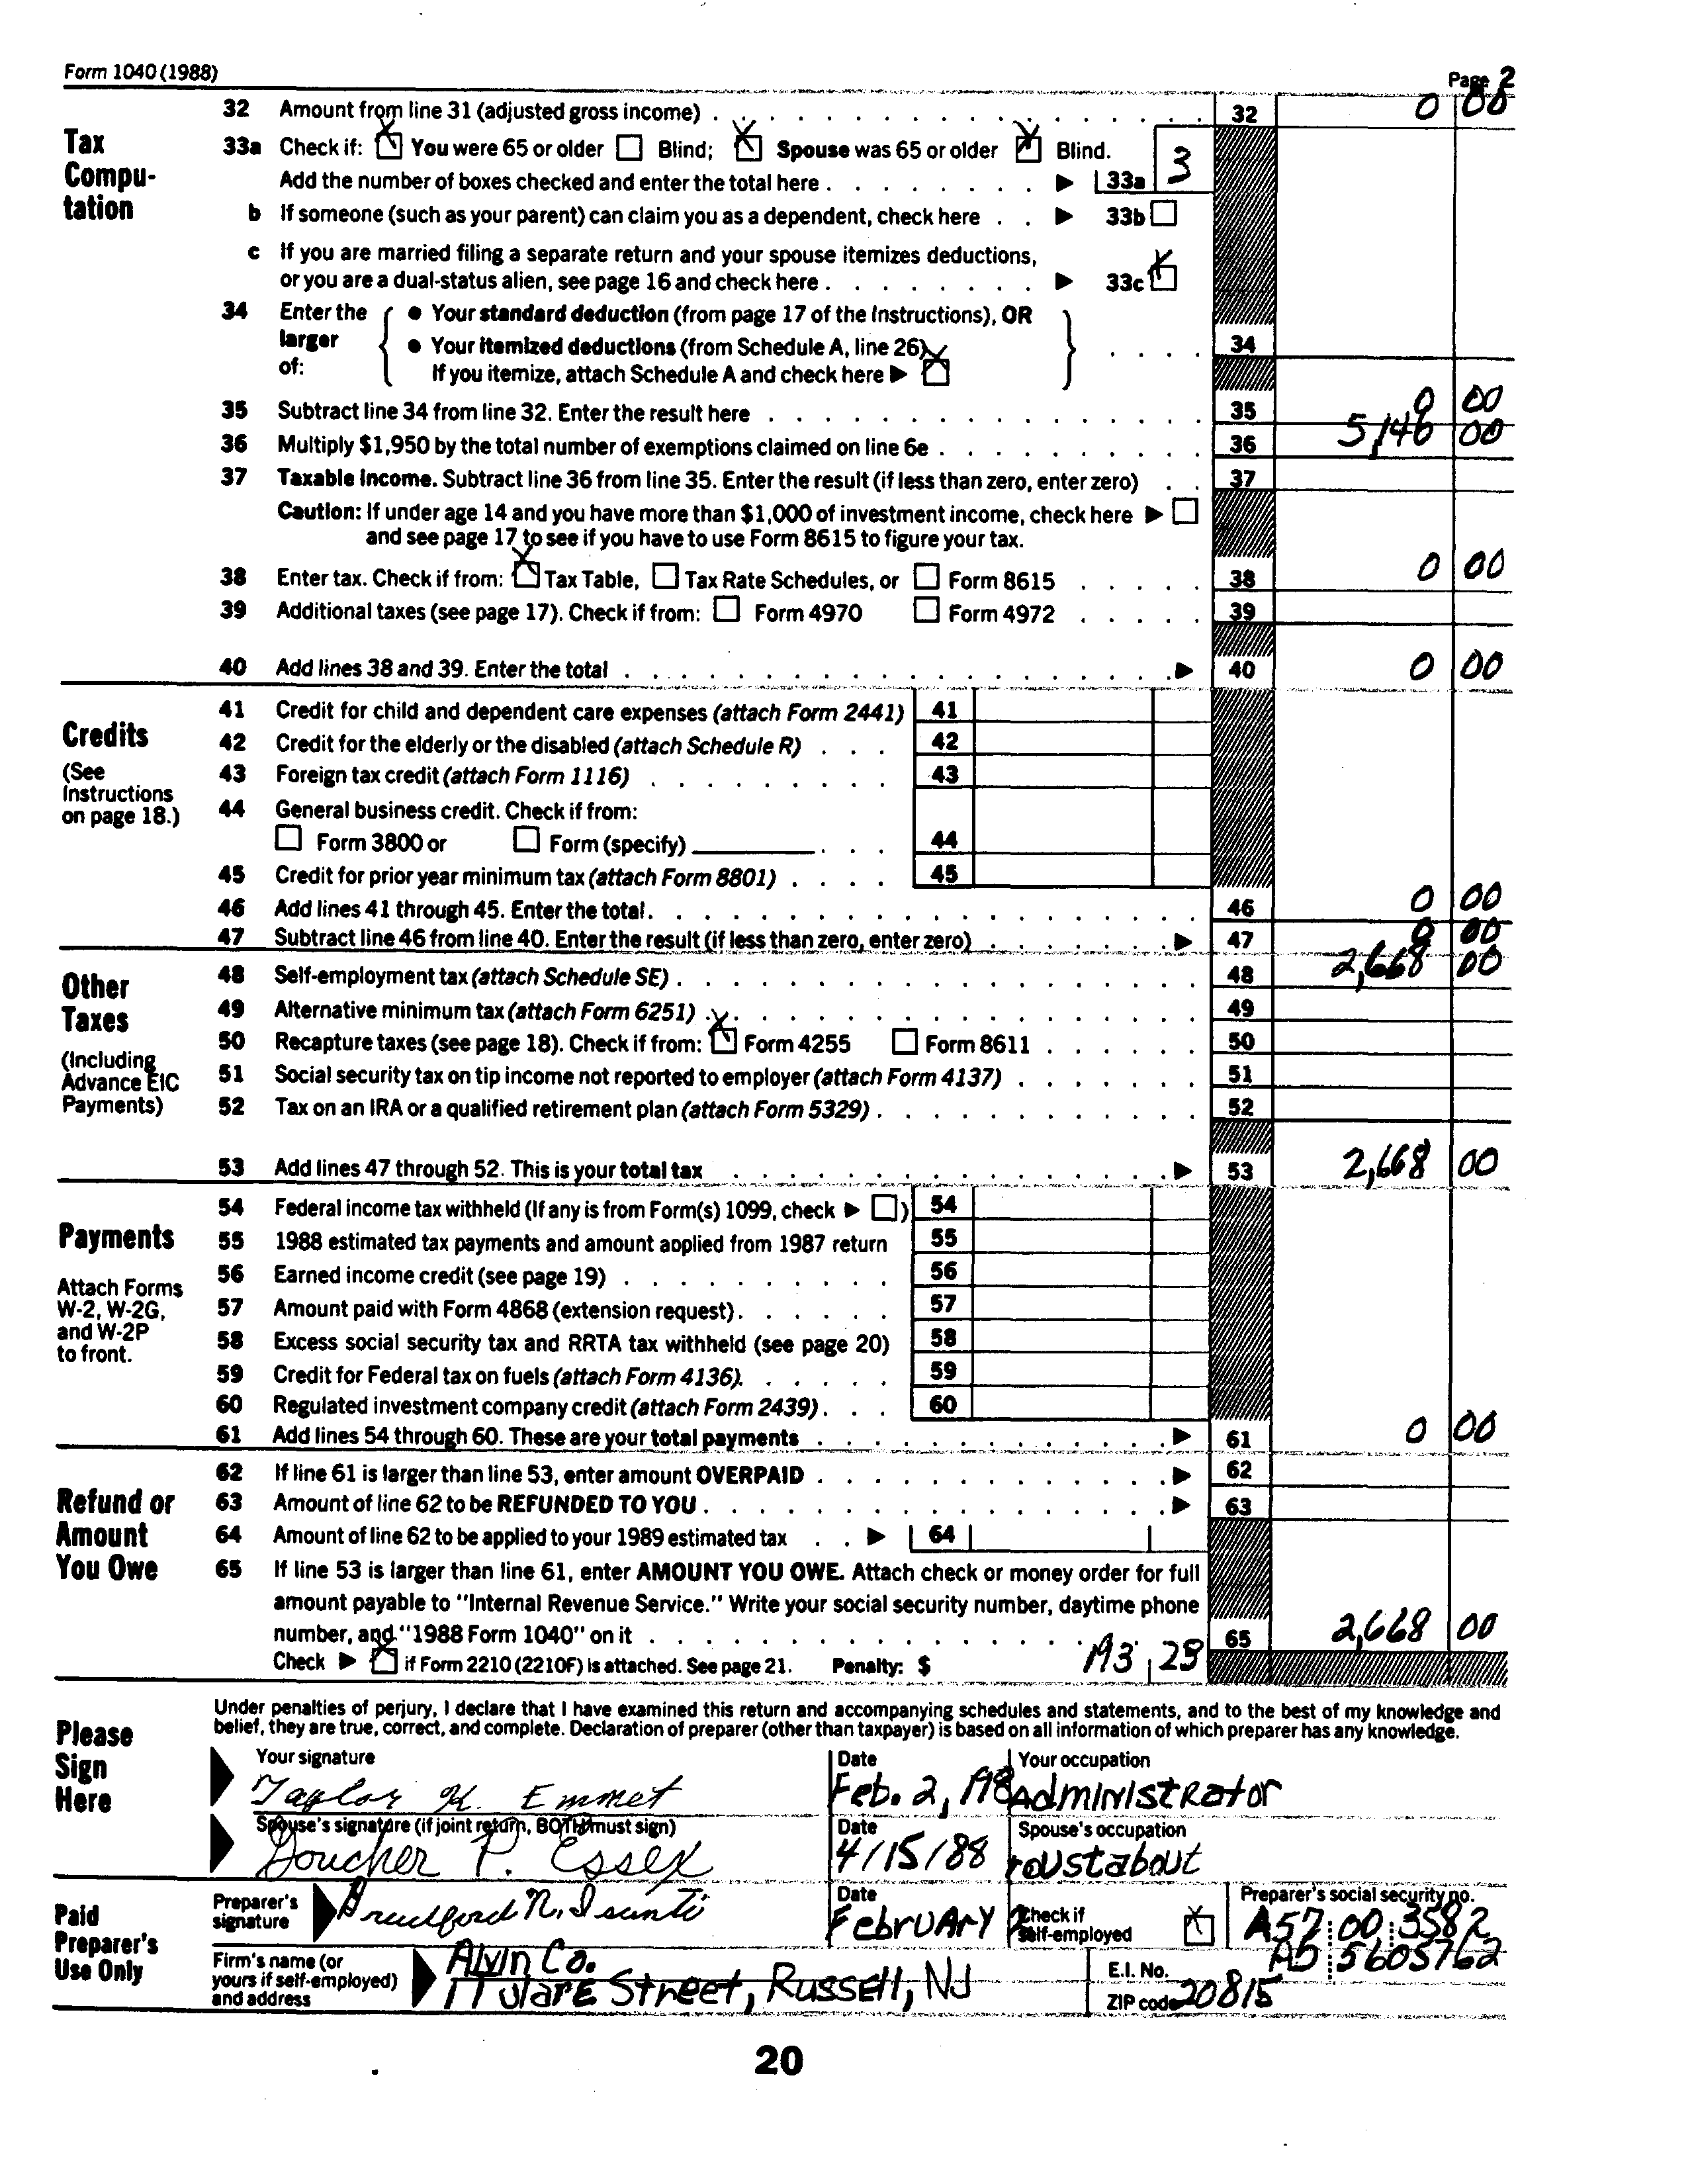 Form 1040 (1988) Page 2
32 Amount from line 31 (adjusted gross income) 32 0 00
Tax Compu-tation
33a Check if: You were 65 or older Blind; Spouse was 65 or older Blind.
Add the number of boxes checked and enter the total here 33a 3
b If someone (such as your parent) can claim you as a dependent, check here 33b
c If you are married filing a separate return and your spouse itemizes deductions,
or you are a dual-status alien, see page 16 and check here 33c
34 Enter the larger of:
• Your standard deduction (from page 17 of the Instructions), OR
• Your itemized deductions (from Schedule A, line 26) 34
If you itemize, attach Schedule A and check here
35 Subtract line 34 from line 32. Enter the result here 35 0 00
36 Multiply $1,950 by the total number of exemptions claimed on line 6e 36 5,146 00
37 Taxable income. Subtract line 36 from line 35. Enter the result (if less than zero, enter zero) 37
Caution: If under age 14 and you have more than $1,000 of investment income, check here
and see page 17 to see if you have to use Form 8615 to figure your tax.
38 Enter tax. Check if from: Tax Table, Tax Rate Schedules, or Form 8615 38 0 00
39 Additional taxes (see page 17). Check if from: Form 4970 Form 4972 39
40 Add lines 38 and 39. Enter the total 40 0 00
Credits
(See Instructions on page 18.)
41 Credit for child and dependent care expenses (attach Form 2441) 41
42 Credit for the elderly or the disabled (attach Schedule R) 42
43 Foreign tax credit (attach Form 1116) 43
44 General business credit. Check if from:
Form 3800 or Form (specify) 44
45 Credit for prior year minimum tax (attach Form 8801) 45
46 Add lines 41 through 45. Enter the total. 46 0 00
47 Subtract line 46 from line 40. Enter the result (if less than zero, enter zero) 47 0 00
Other Taxes
(Including Advance EIC Payments)
48 Self-employment tax (attach Schedule SE) 48 2,668 00
49 Alternative minimum tax (attach Form 6251) 49
50 Recapture taxes (see page 18). Check if from: Form 4255 Form 8611 50
51 Social security tax on tip income not reported to employer (attach Form 4137) 51
52 Tax on an IRA or a qualified retirement plan (attach Form 5329) 52
53 Add lines 47 through 52. This is your total tax 53 2,668 00
Payments
Attach Forms W-2, W-2G, and W-2P to front.
54 Federal income tax withheld (If any is from Form(s) 1099, check ) 54
55 1988 estimated tax payments and amount applied from 1987 return 55
56 Earned income credit (see page 19) 56
57 Amount paid with Form 4868 (extension request) 57
58 Excess social security tax and RRTA tax withheld (see page 20) 58
59 Credit for Federal tax on fuels (attach Form 4136) 59
60 Regulated investment company credit (attach Form 2439) 60
61 Add lines 54 through 60. These are your total payments 61 0 00
Refund or Amount You Owe
62 If line 61 is larger than line 53, enter amount OVERPAID 62
63 Amount of line 62 to be REFUNDED TO YOU 63
64 Amount of line 62 to be applied to your 1989 estimated tax 64
65 If line 53 is larger than line 61, enter AMOUNT YOU OWE. Attach check or money order for full
amount payable to "Internal Revenue Service." Write your social security number, daytime phone
number, and "1988 Form 1040" on it 65 2,668 00
Check if Form 2210 (2210F) is attached. See page 21. Penalty: $
Please Sign Here
Under penalties of perjury, I declare that I have examined this return and accompanying schedules and statements, and to the best of my knowledge and
belief, they are true, correct, and complete. Declaration of preparer (other than taxpayer) is based on all information of which preparer has any knowledge.
Your signature Date Your occupation
Taylor K. Emmet Feb. 2, 198 Administrator
Spouse's signature (if joint return, BOTH must sign) Date Spouse's occupation
P. Essex 4/15/88 roustabout
Paid Preparer's Use Only
Preparer's signature Date Check if self-employed Preparer's social security no.
February A57 00 3582
Firm's name (or yours if self-employed) and address
Alvin Co. E.I. No. A5 5605762
Street, Russell, NJ ZIP code 20815
20